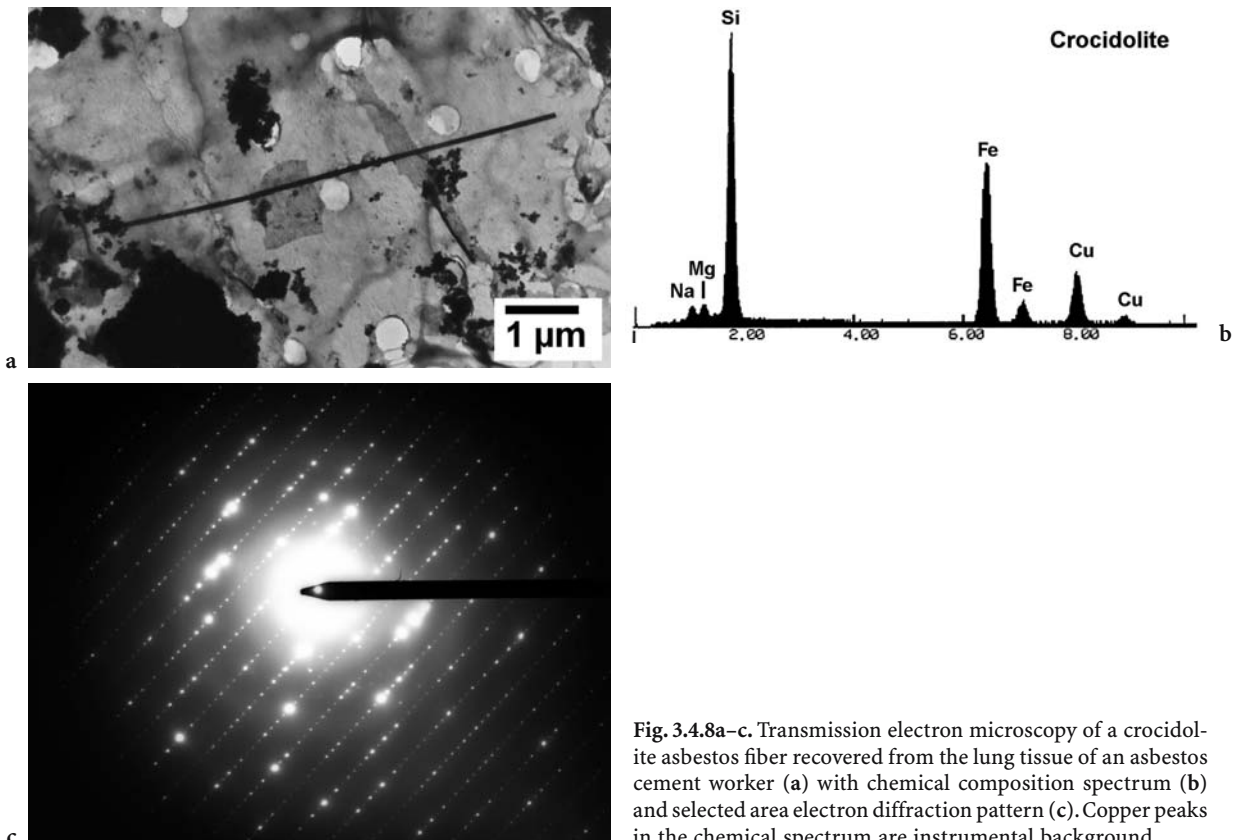 a
1 µm
Crocidolite
Si
Fe
Cu
Mg
Na
Fe
Cu
2.00 4.00 6.00 8.00
b
c
Fig. 3.4.8a–c. Transmission electron microscopy of a crocidol-
ite asbestos fiber recovered from the lung tissue of an asbestos
cement worker (a) with chemical composition spectrum (b)
and selected area electron diffraction pattern (c). Copper peaks
in the chemical spectrum are instrumental background